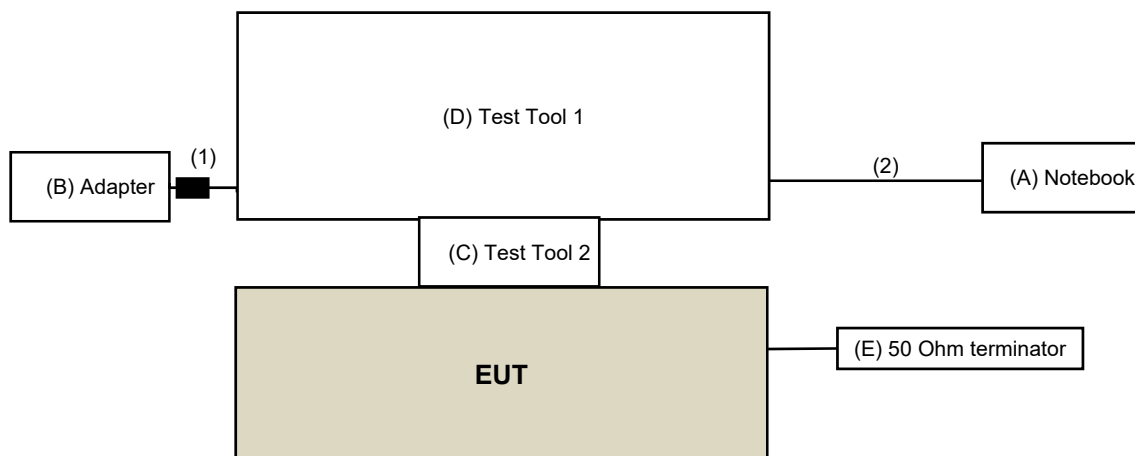 (D) Test Tool 1
(1)
(2)
(B) Adapter
(A) Notebook
(C) Test Tool 2
(E) 50 Ohm terminator
EUT